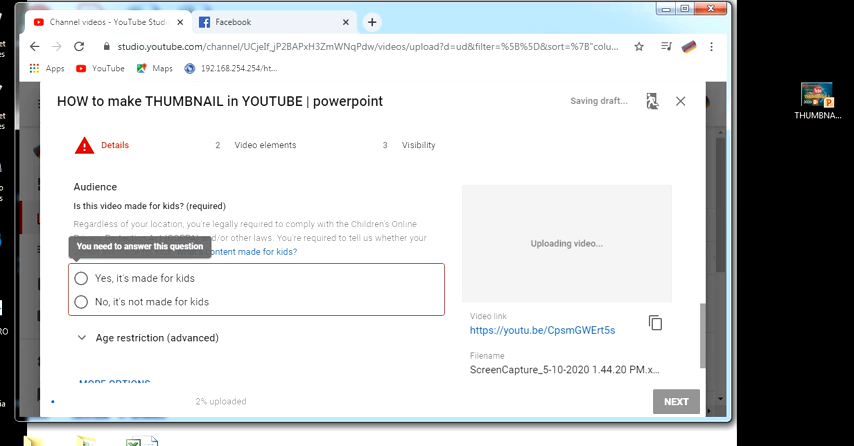 Channel videos - YouTube Stud
Facebook
studio.youtube.com/channel/UCjeIf_jP2BAPxH3ZmWNqPdw/videos/upload?d=ud&filter=%5B%5D&sort=%7B"colu...
Apps
YouTube
Maps
192.168.254.254/ht...
HOW to make THUMBNAIL in YOUTUBE | powerpoint
Saving draft...
Details
2 Video elements
3 Visibility
Audience
Is this video made for kids? (required)
Regardless of your location, you're legally required to comply with the Children's Online
and/or other laws. You're required to tell us whether your
content made for kids?
You need to answer this question
Yes, it's made for kids
No, it's not made for kids
Age restriction (advanced)
MORE OPTIONS
2% uploaded
Uploading video...
Video link
https://youtu.be/CpsmGWErt5s
Filename
ScreenCapture_5-10-2020 1.44.20 PM.x...
NEXT
THUMBNA...